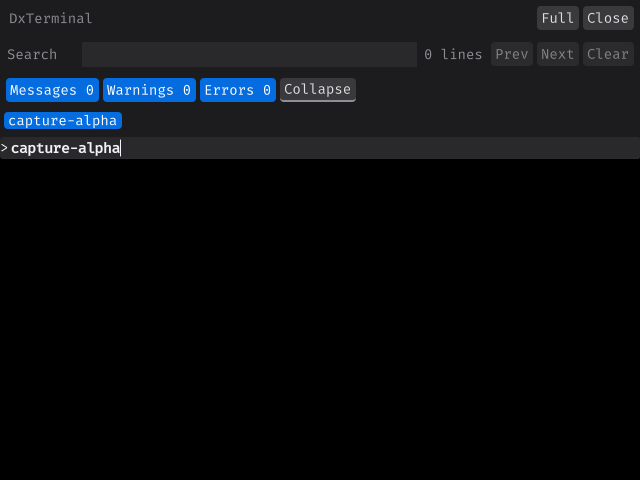 DxTerminal Full Close
Search 0 lines Prev Next Clear
Messages 0 Warnings 0 Errors 0 Collapse
capture-alpha
>capture-alpha